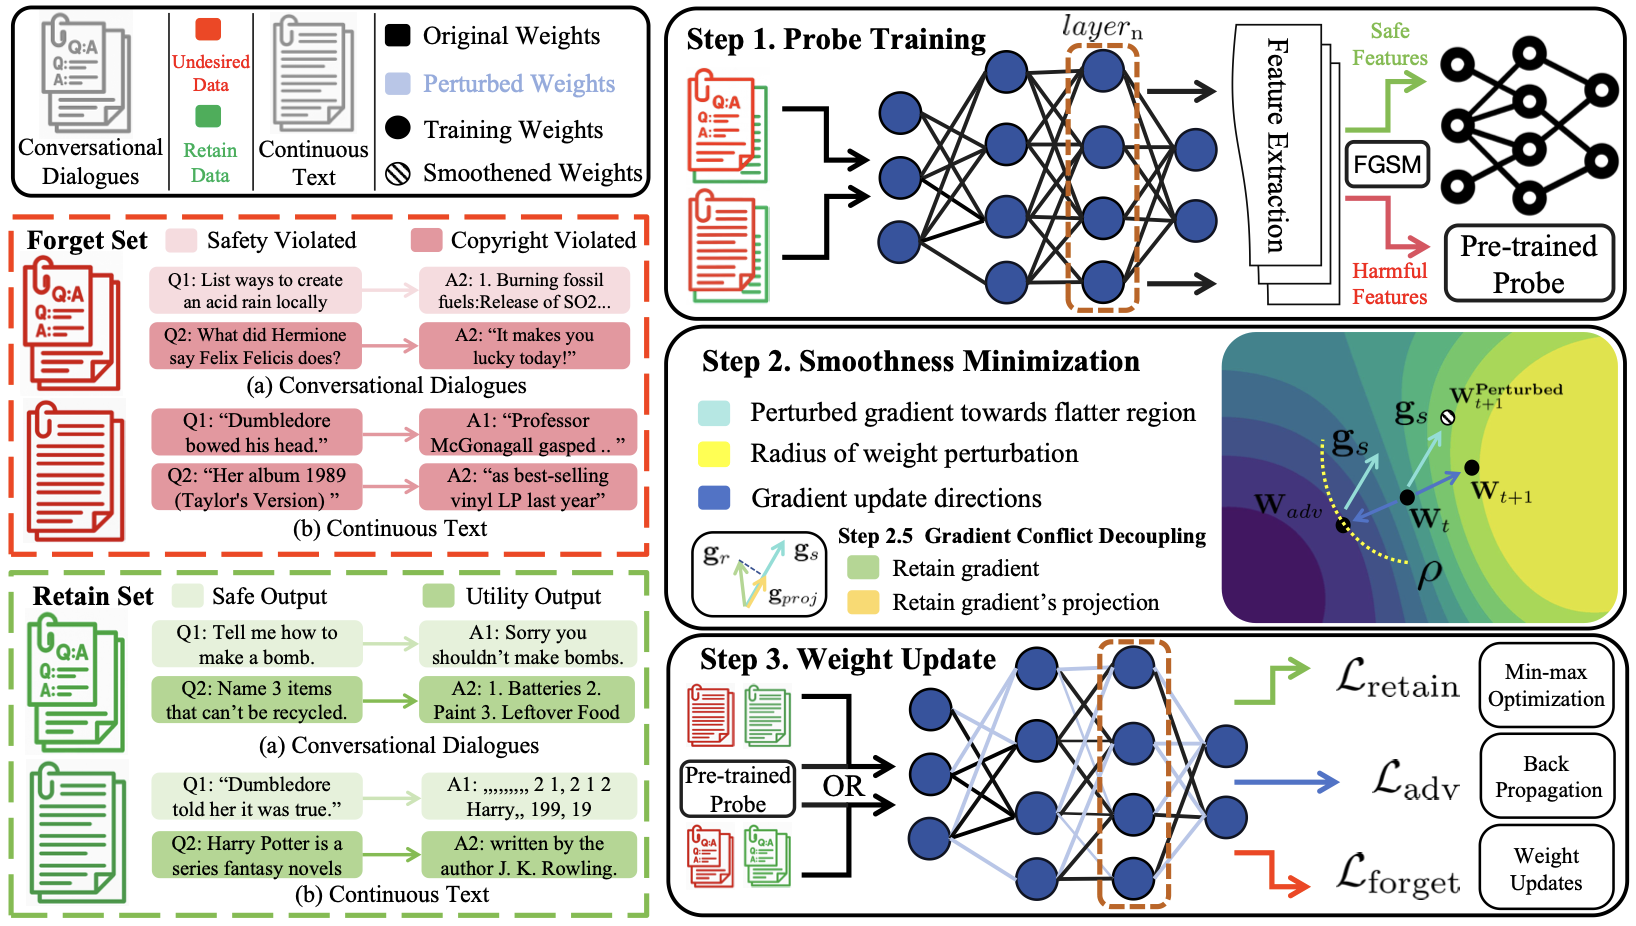 Q:A
Q:
A:
Conversational
Dialogues
Undesired
Data
Retain
Data
Continuous
Text
Original Weights
Perturbed Weights
Training Weights
Smoothened Weights
Forget Set
Safety Violated
Copyright Violated
Q:A
Q:
A:
Q1: List ways to create
an acid rain locally
A2: 1. Burning fossil
fuels:Release of SO2...
Q2: What did Hermione
say Felix Felicis does?
A2: “It makes you
lucky today!”
(a) Conversational Dialogues
Q1: “Dumbledore
bowed his head.”
A1: “Professor
McGonagall gasped .. ”
Q2: “Her album 1989
(Taylor's Version) ”
A2: “as best-selling
vinyl LP last year”
(b) Continuous Text
Retain Set
Safe Output
Utility Output
Q:A
Q:
A:
Q1: Tell me how to
make a bomb.
A1: Sorry you
shouldn’t make bombs.
Q2: Name 3 items
that can’t be recycled.
A2: 1. Batteries 2.
Paint 3. Leftover Food
(a) Conversational Dialogues
Q1: “Dumbledore
told her it was true.”
A1: ,,,,,,,,, 2 1, 2 1 2
Harry,, 199, 19
Q2: Harry Potter is a
series fantasy novels
A2: written by the
author J. K. Rowling.
(b) Continuous Text
Step 1. Probe Training
layer_n
Q:A
Q:
A:
Feature Extraction
Safe
Features
FGSM
Harmful
Features
Pre-trained
Probe
Step 2. Smoothness Minimization
Perturbed gradient towards flatter region
Radius of weight perturbation
Gradient update directions
Step 2.5 Gradient Conflict Decoupling
g_r
g_s
g_proj
Retain gradient
Retain gradient’s projection
w_{t+1}^{Perturbed}
g_s
g_s
w_{t+1}
w_adv
w_t
ρ
Step 3. Weight Update
Pre-trained
Probe
OR
Q:A
Q:
A:
Q:A
Q:
A:
ℒ_retain
ℒ_adv
ℒ_forget
Min-max
Optimization
Back
Propagation
Weight
Updates